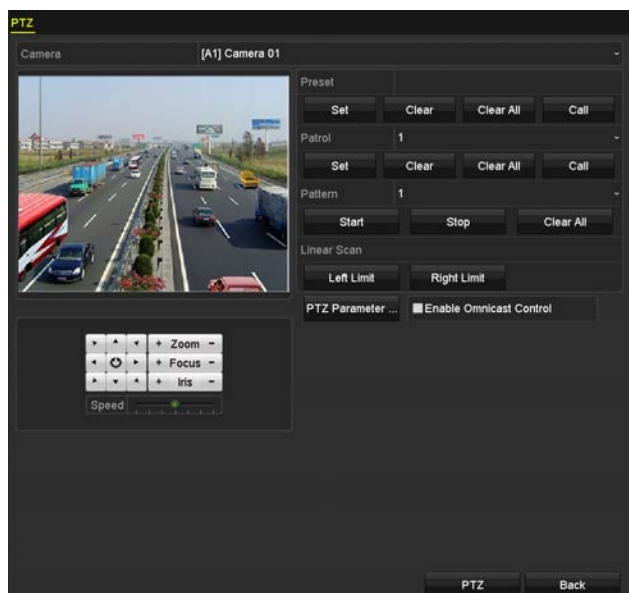 PTZ
Camera [A1] Camera 01
Preset
Set Clear Clear All Call
Patrol 1
Set Clear Clear All Call
Pattern 1
Start Stop Clear All
Linear Scan
Left Limit Right Limit
PTZ Parameter ... Enable Omnicast Control
+ Zoom -
+ Focus -
+ Iris -
Speed
PTZ Back